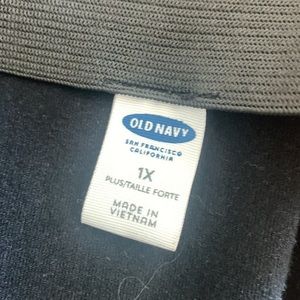 OLD NAVY
SAN FRANCISCO
CALIFORNIA
1X
PLUS/TAILLE FORTE
MADE IN
VIETNAM